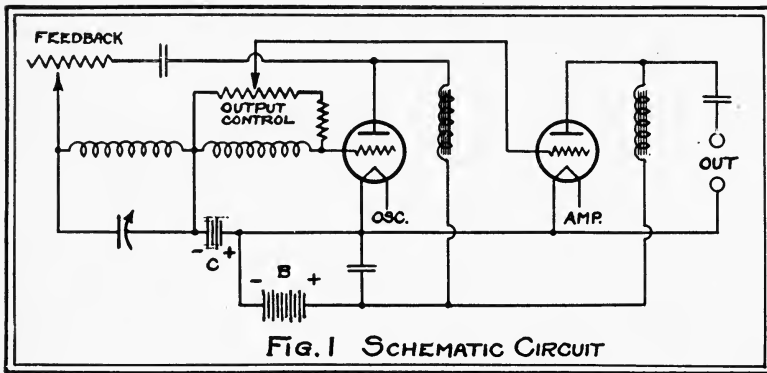 FEEDBACK
OUTPUT
CONTROL
OUT
OSC.
AMP.
- +
C
- B +
FIG. 1 SCHEMATIC CIRCUIT